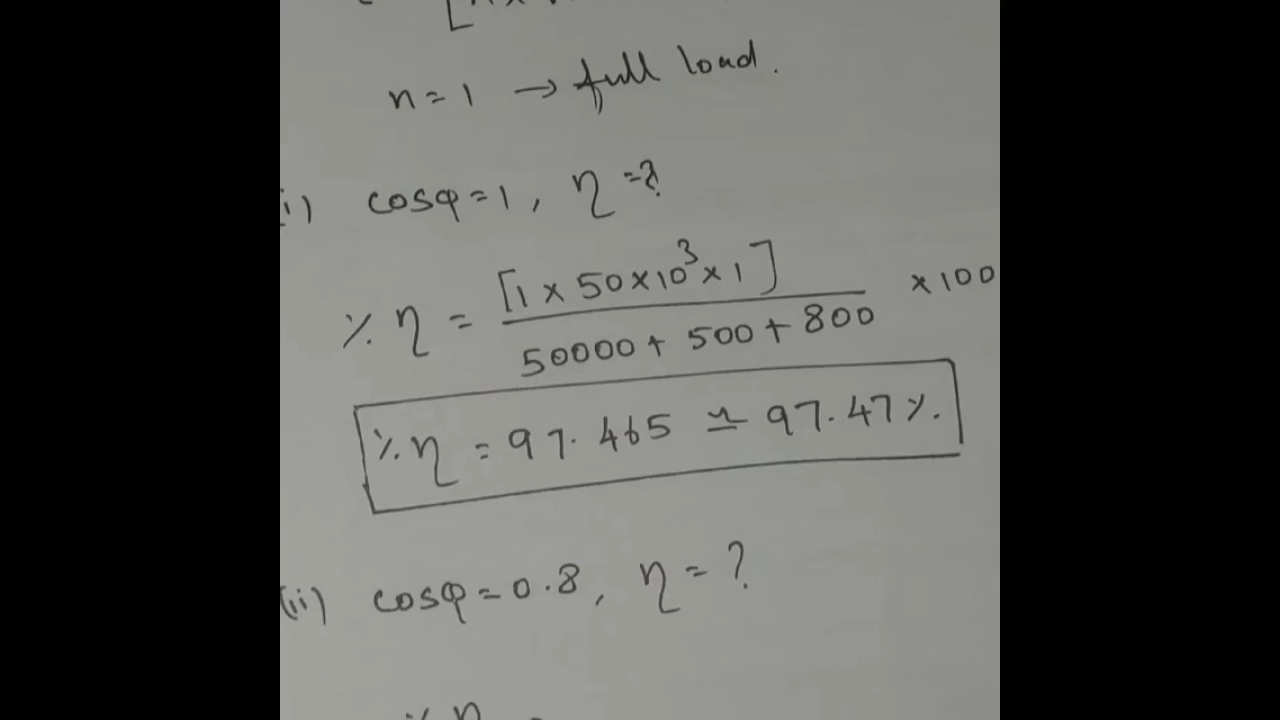 n = 1 → full load.
i) cosφ = 1, η = ?
% η = [1 × 50 × 10³ × 1] / 50000 + 500 + 800 × 100
% η = 97.465 ≃ 97.47 %.
(ii) cosφ = 0.8, η = ?
% η =